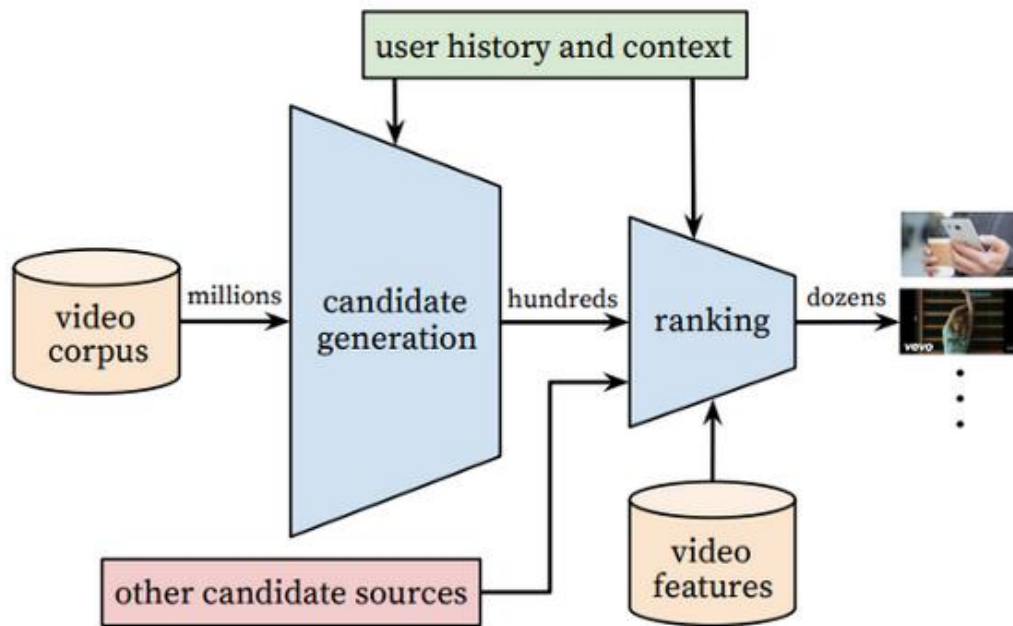 user history and context
video
corpus
millions
candidate
generation
hundreds
ranking
dozens
vevo
other candidate sources
video
features